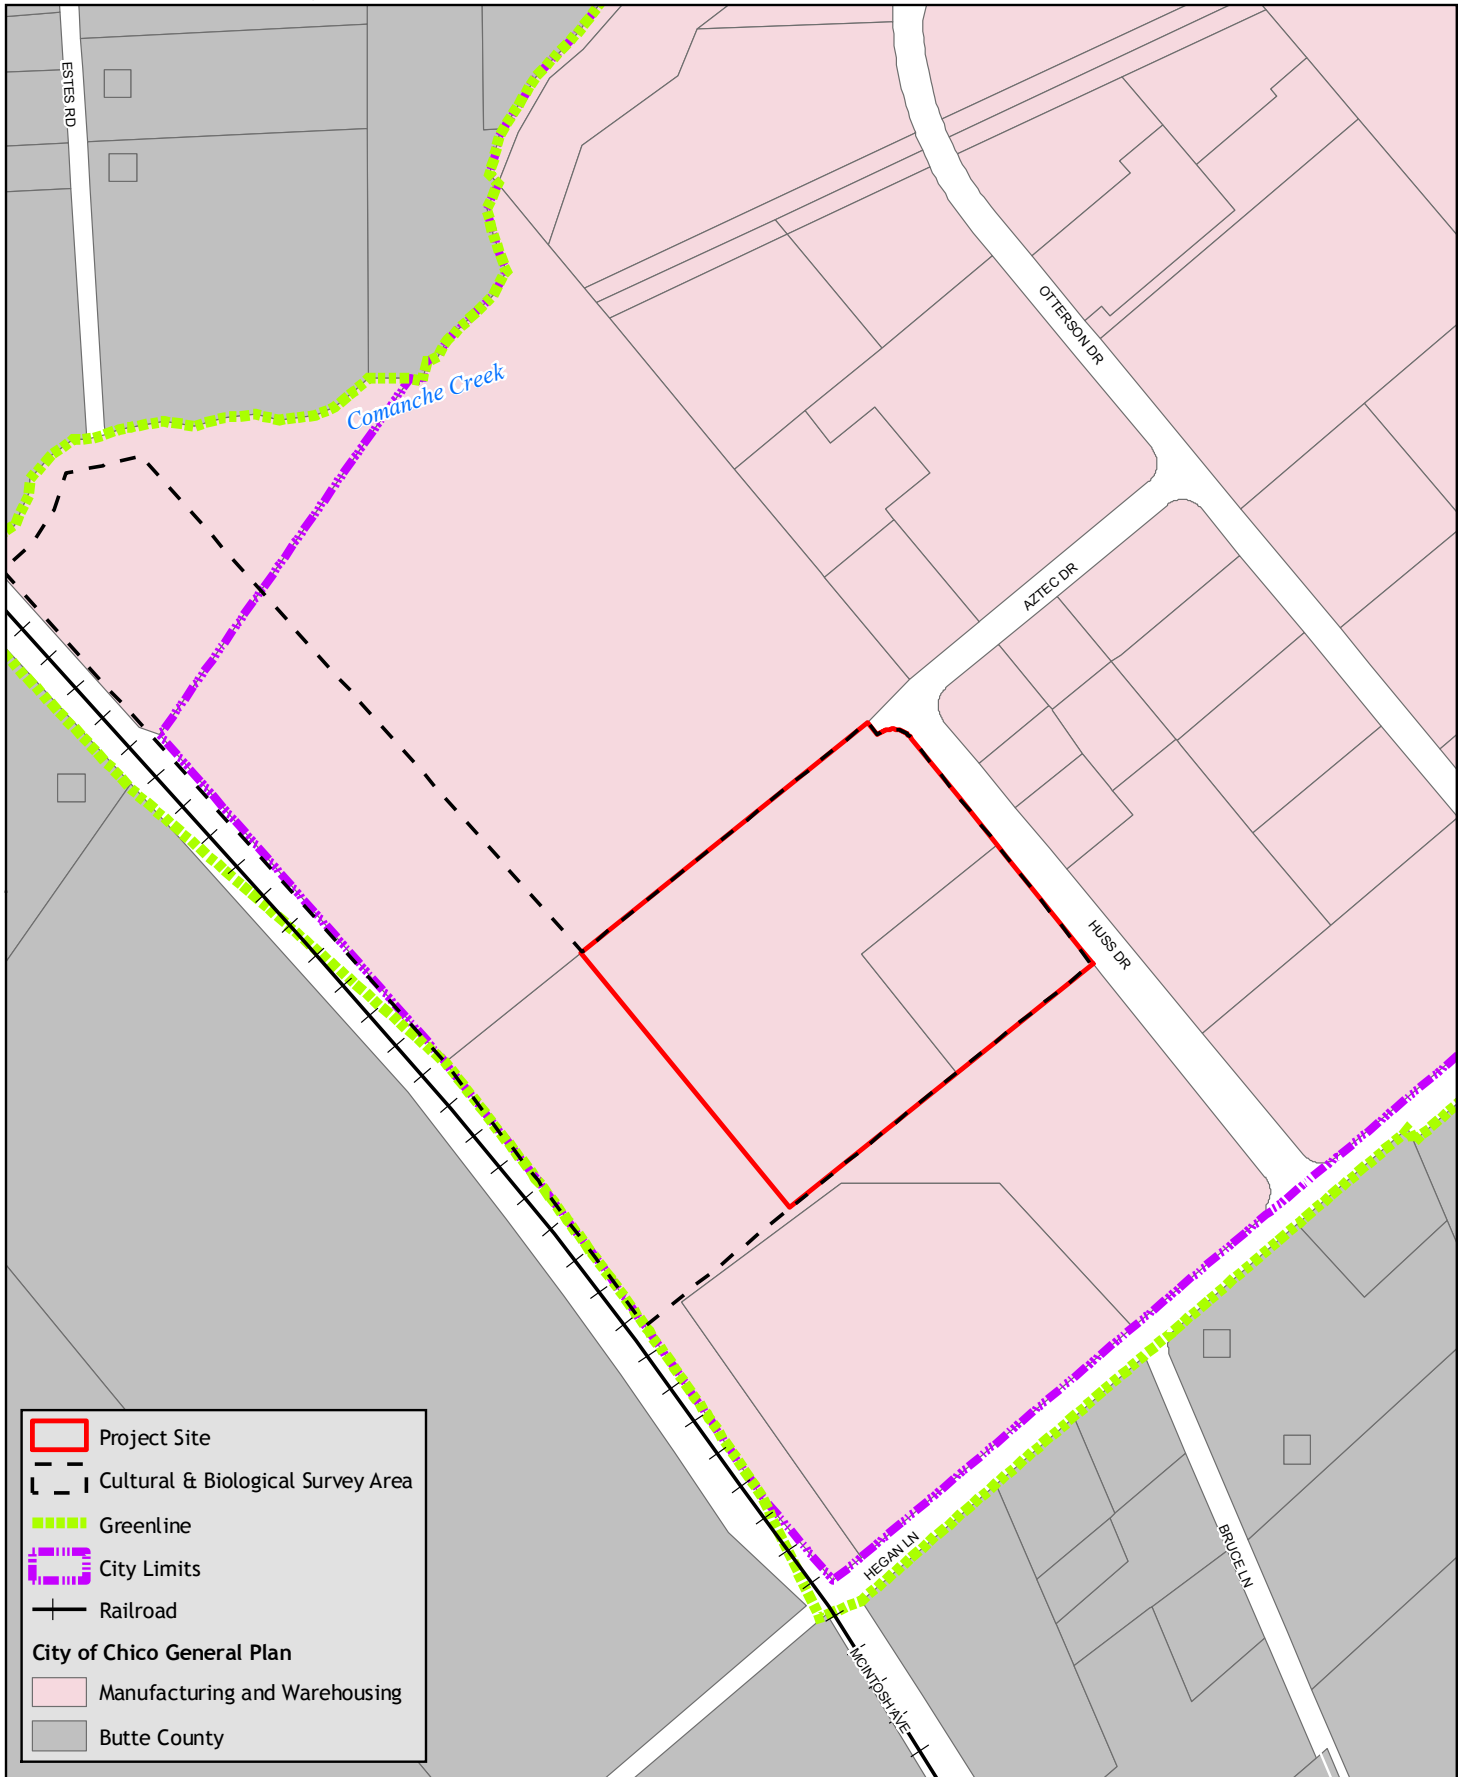 ESTES RD
OTTERSON DR
Comanche Creek
AZTEC DR
HUSS DR
HEGAN LN
BRUCE LN
MCINTOSH AVE
Project Site
Cultural & Biological Survey Area
Greenline
City Limits
Railroad
City of Chico General Plan
Manufacturing and Warehousing
Butte County